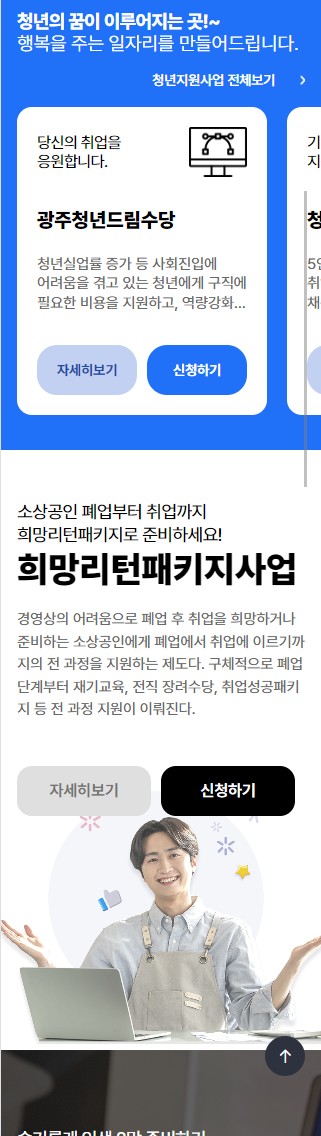 청년의 꿈이 이루어지는 곳!~
행복을 주는 일자리를 만들어드립니다.
청년지원사업 전체보기
당신의 취업을
응원합니다.
광주청년드림수당
청년실업률 증가 등 사회진입에
어려움을 겪고 있는 청년에게 구직에
필요한 비용을 지원하고, 역량강화...
자세히보기
신청하기
소상공인 폐업부터 취업까지
희망리턴패키지로 준비하세요!
희망리턴패키지사업
경영상의 어려움으로 폐업 후 취업을 희망하거나
준비하는 소상공인에게 폐업에서 취업에 이르기까
지의 전 과정을 지원하는 제도다. 구체적으로 폐업
단계부터 재기교육, 전직 장려수당, 취업성공패키
지 등 전 과정 지원이 이뤄진다.
자세히보기
신청하기